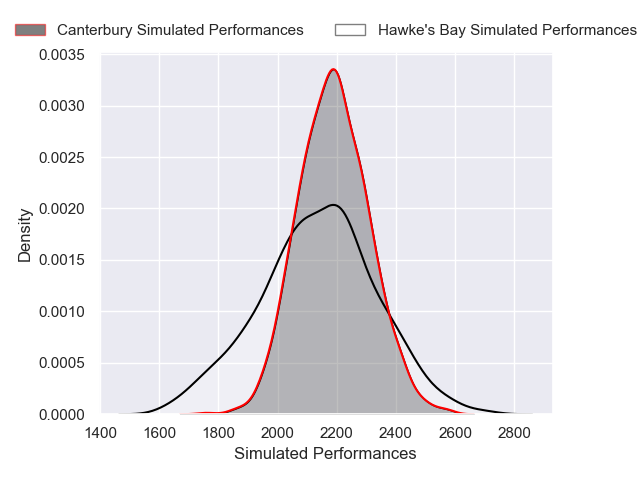 Canterbury Simulated Performances
Hawke's Bay Simulated Performances
0.0035
0.0030
0.0025
0.0020
0.0015
0.0010
0.0005
0.0000
Density
1400 1600 1800 2000 2200 2400 2600 2800
Simulated Performances